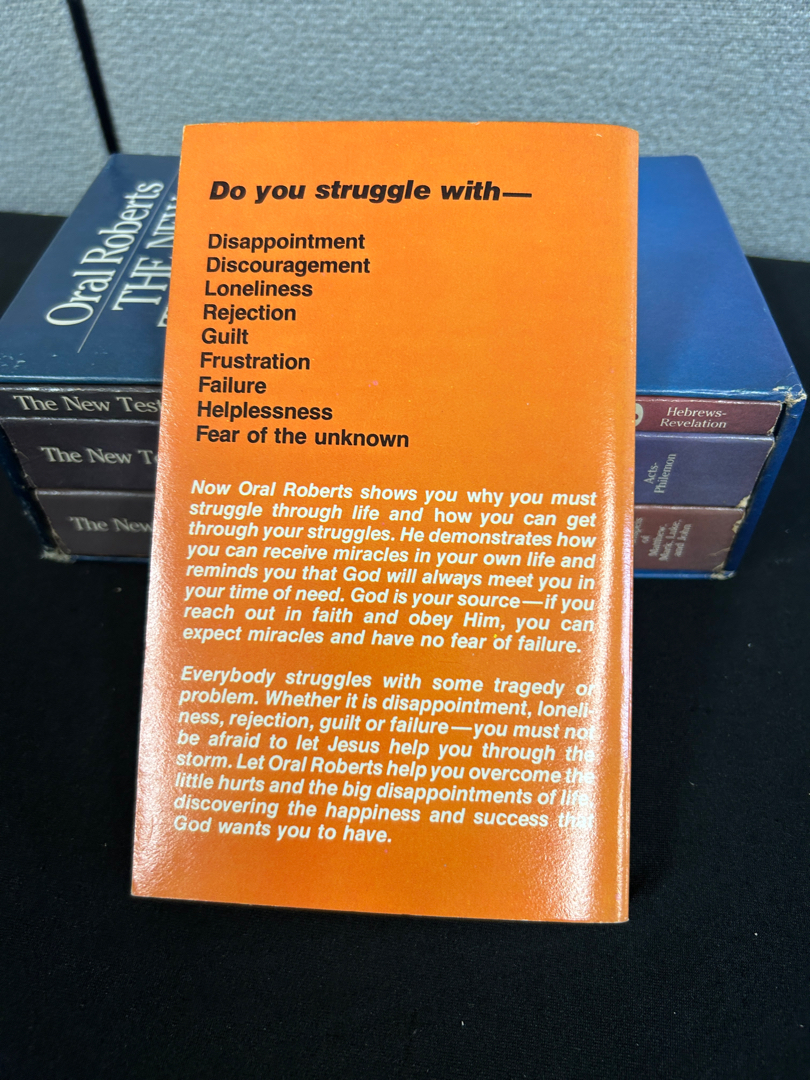 Do you struggle with—
Disappointment
Discouragement
Loneliness
Rejection
Guilt
Frustration
Failure
Helplessness
Fear of the unknown
Now Oral Roberts shows you why you must
struggle through life and how you can get
through your struggles. He demonstrates how
you can receive miracles in your own life and
reminds you that God will always meet you in
your time of need. God is your source—if you
reach out in faith and obey Him, you can
expect miracles and have no fear of failure.
Everybody struggles with some tragedy or
problem. Whether it is disappointment, loneli-
ness, rejection, guilt or failure—you must not
be afraid to let Jesus help you through the
storm. Let Oral Roberts help you overcome the
little hurts and the big disappointments of life,
discovering the happiness and success that
God wants you to have.
Oral Roberts
THE NEW
The New Test
The New Te
The New
Hebrews-
Revelation
Acts-
Philemon
of
Matthew,
Mark, Luke
and John